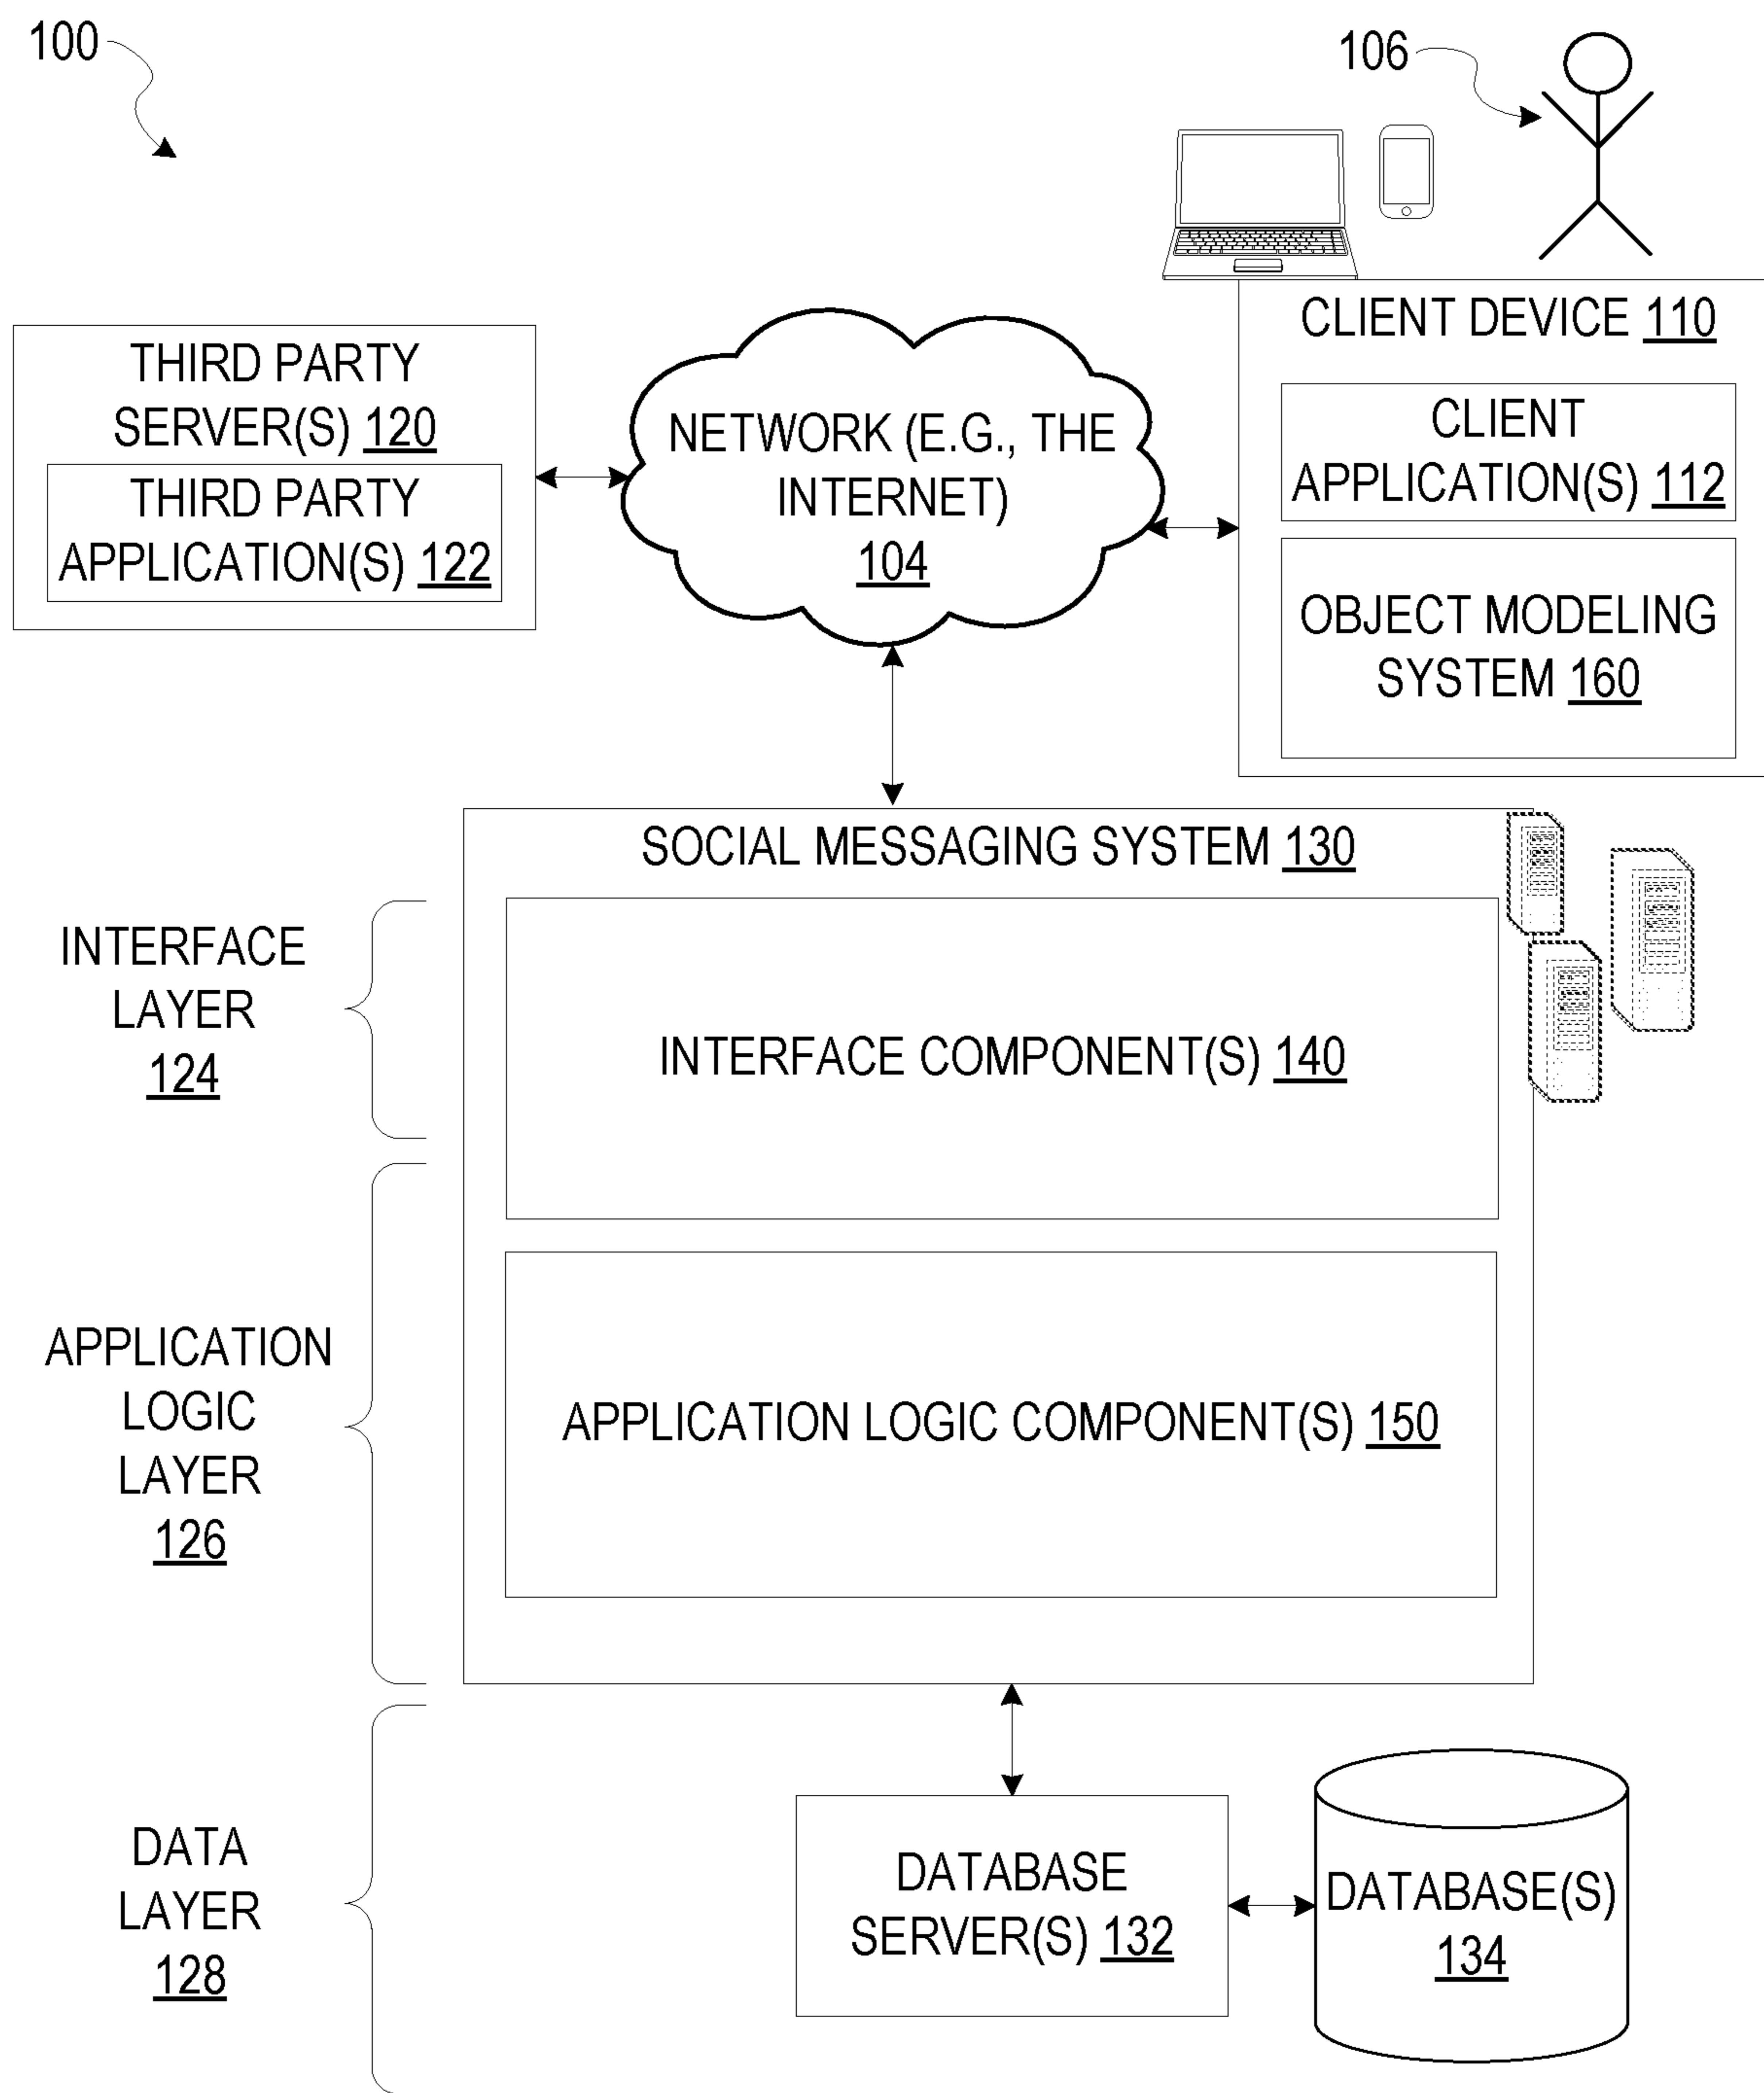 100
106
CLIENT DEVICE 110
CLIENT
APPLICATION(S) 112
OBJECT MODELING
SYSTEM 160
THIRD PARTY
SERVER(S) 120
THIRD PARTY
APPLICATION(S) 122
NETWORK (E.G., THE
INTERNET)
104
SOCIAL MESSAGING SYSTEM 130
INTERFACE
LAYER
124
INTERFACE COMPONENT(S) 140
APPLICATION
LOGIC
LAYER
126
APPLICATION LOGIC COMPONENT(S) 150
DATA
LAYER
128
DATABASE
SERVER(S) 132
DATABASE(S)
134